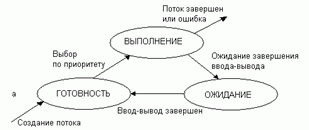 Поток завершен
или ошибка
ВЫПОЛНЕНИЕ
Выбор
по приоритету
Ожидание завершения
ввода-вывода
а
ГОТОВНОСТЬ
ОЖИДАНИЕ
Ввод-вывод завершен
Создание потока